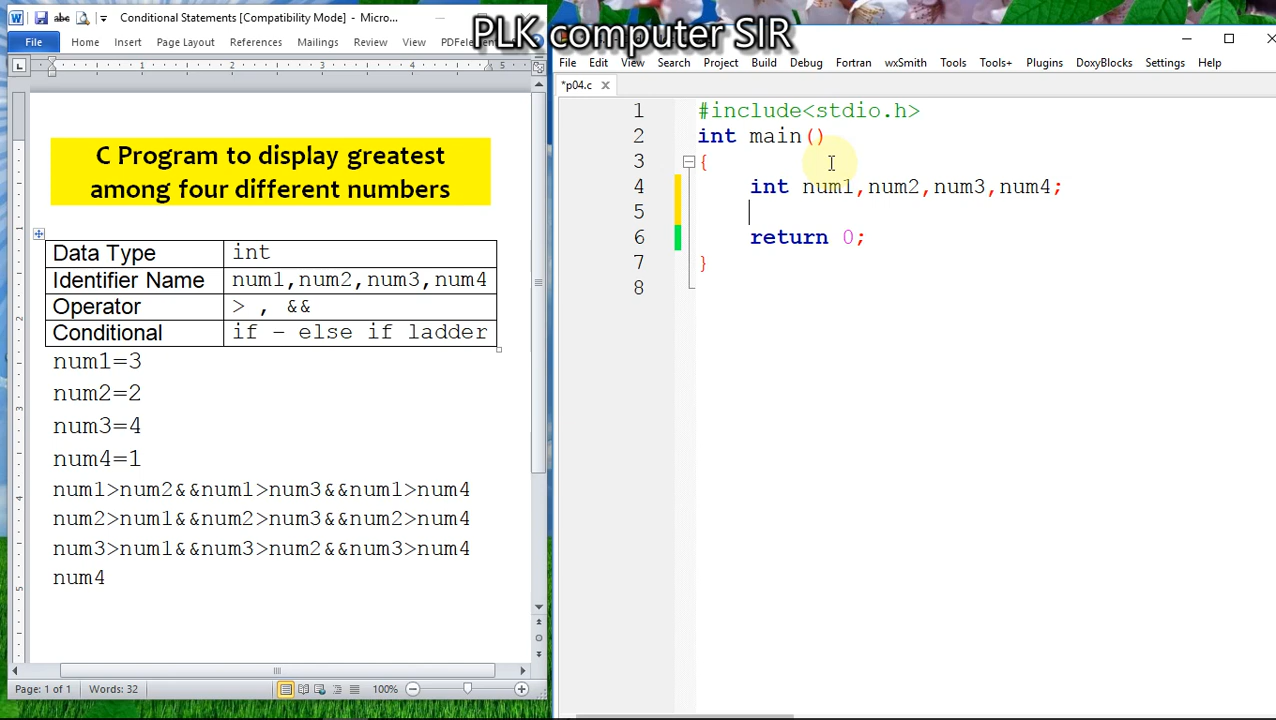 Conditional Statements [Compatibility Mode] - Micro...
File Home Insert Page Layout References Mailings Review View PDFelement
PLK computer SIR
C Program to display greatest
among four different numbers
Data Type int
Identifier Name num1,num2,num3,num4
Operator > , &&
Conditional if - else if ladder
num1=3
num2=2
num3=4
num4=1
num1>num2&&num1>num3&&num1>num4
num2>num1&&num2>num3&&num2>num4
num3>num1&&num3>num2&&num3>num4
num4
Page: 1 of 1 Words: 32 100%
File Edit View Search Project Build Debug Fortran wxSmith Tools Tools+ Plugins DoxyBlocks Settings Help
*p04.c
1 #include<stdio.h>
2 int main()
3 {
4 int num1,num2,num3,num4;
5
6 return 0;
7 }
8